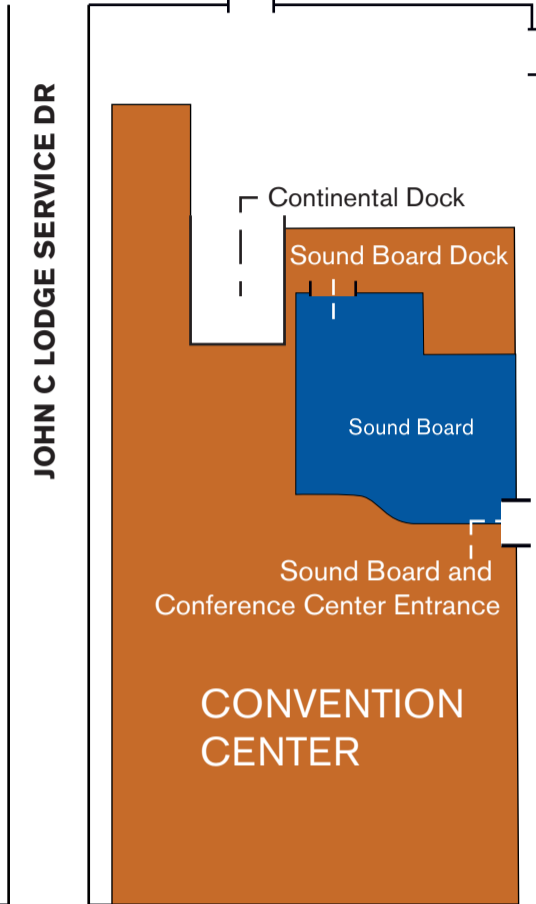 JOHN C LODGE SERVICE DR
Continental Dock
Sound Board Dock
Sound Board
Sound Board and
Conference Center Entrance
CONVENTION
CENTER